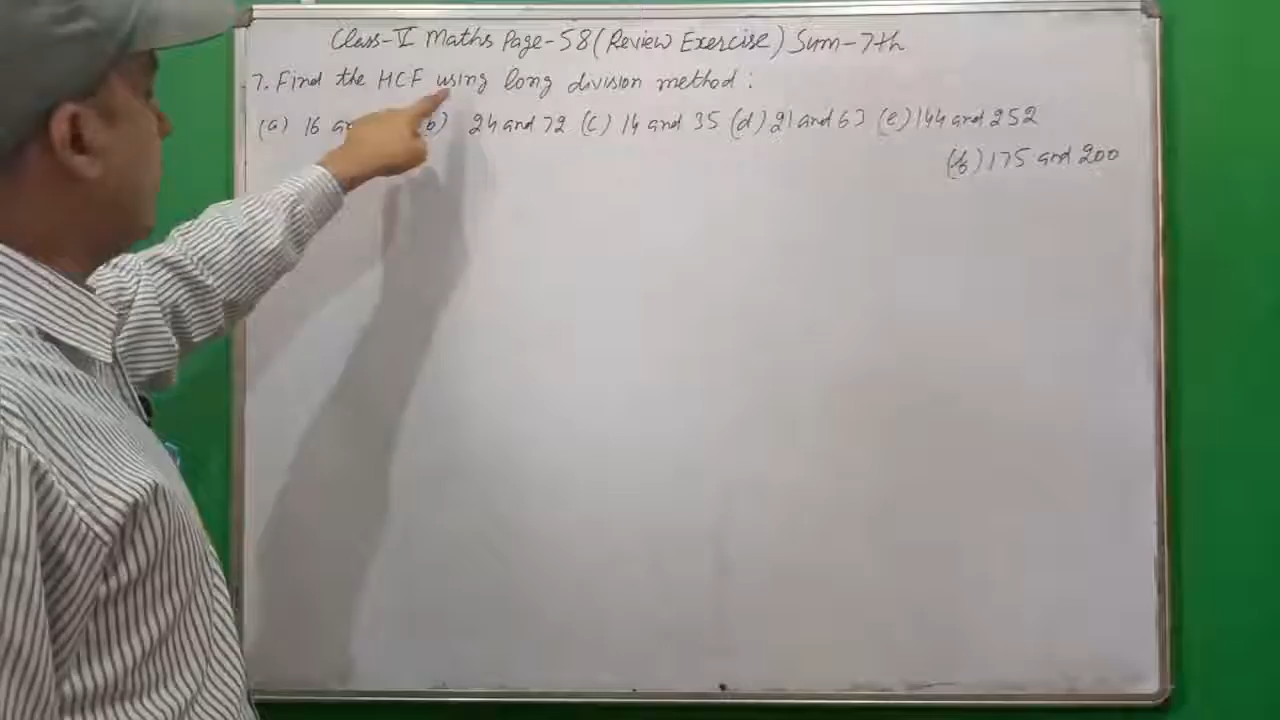 Class-V Maths Page-58 (Review Exercise) Sum-7th
7. Find the HCF using long division method:
(a) 16 (b) 24 and 72 (c) 14 and 35 (d) 21 and 63 (e) 144 and 252
(f) 175 and 200